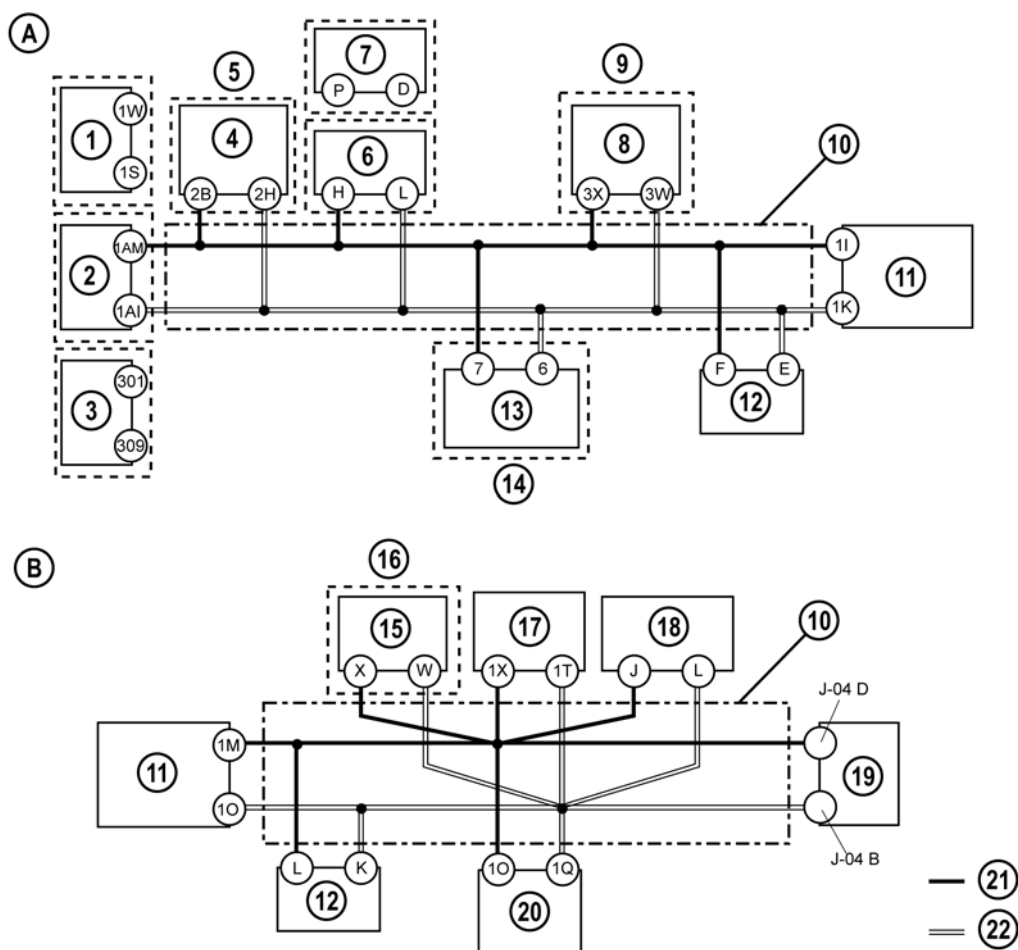 A
7
1W
5
P
D
9
1
4
6
8
10
1S
2B
2H
H
L
3X
3W
1AM
1I
2
11
1AI
1K
301
7
6
F
E
3
13
12
309
14
16
B
15
17
18
10
X
W
1X
1T
J
L
J-04 D
1M
11
19
1O
J-04 B
L
K
1O
1Q
21
12
20
22